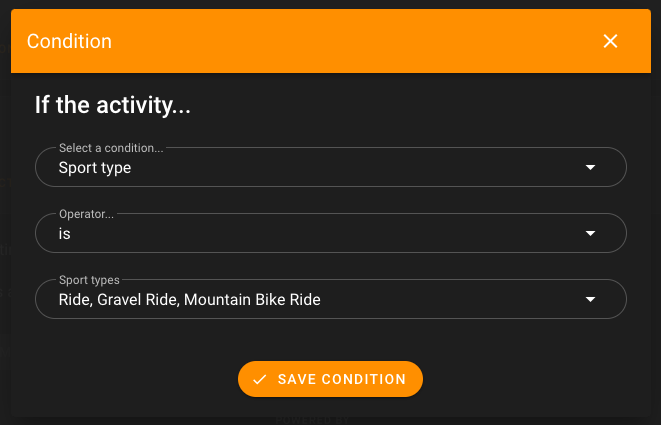 Condition
If the activity...
Select a condition...
Sport type
Operator...
is
Sport types
Ride, Gravel Ride, Mountain Bike Ride
SAVE CONDITION